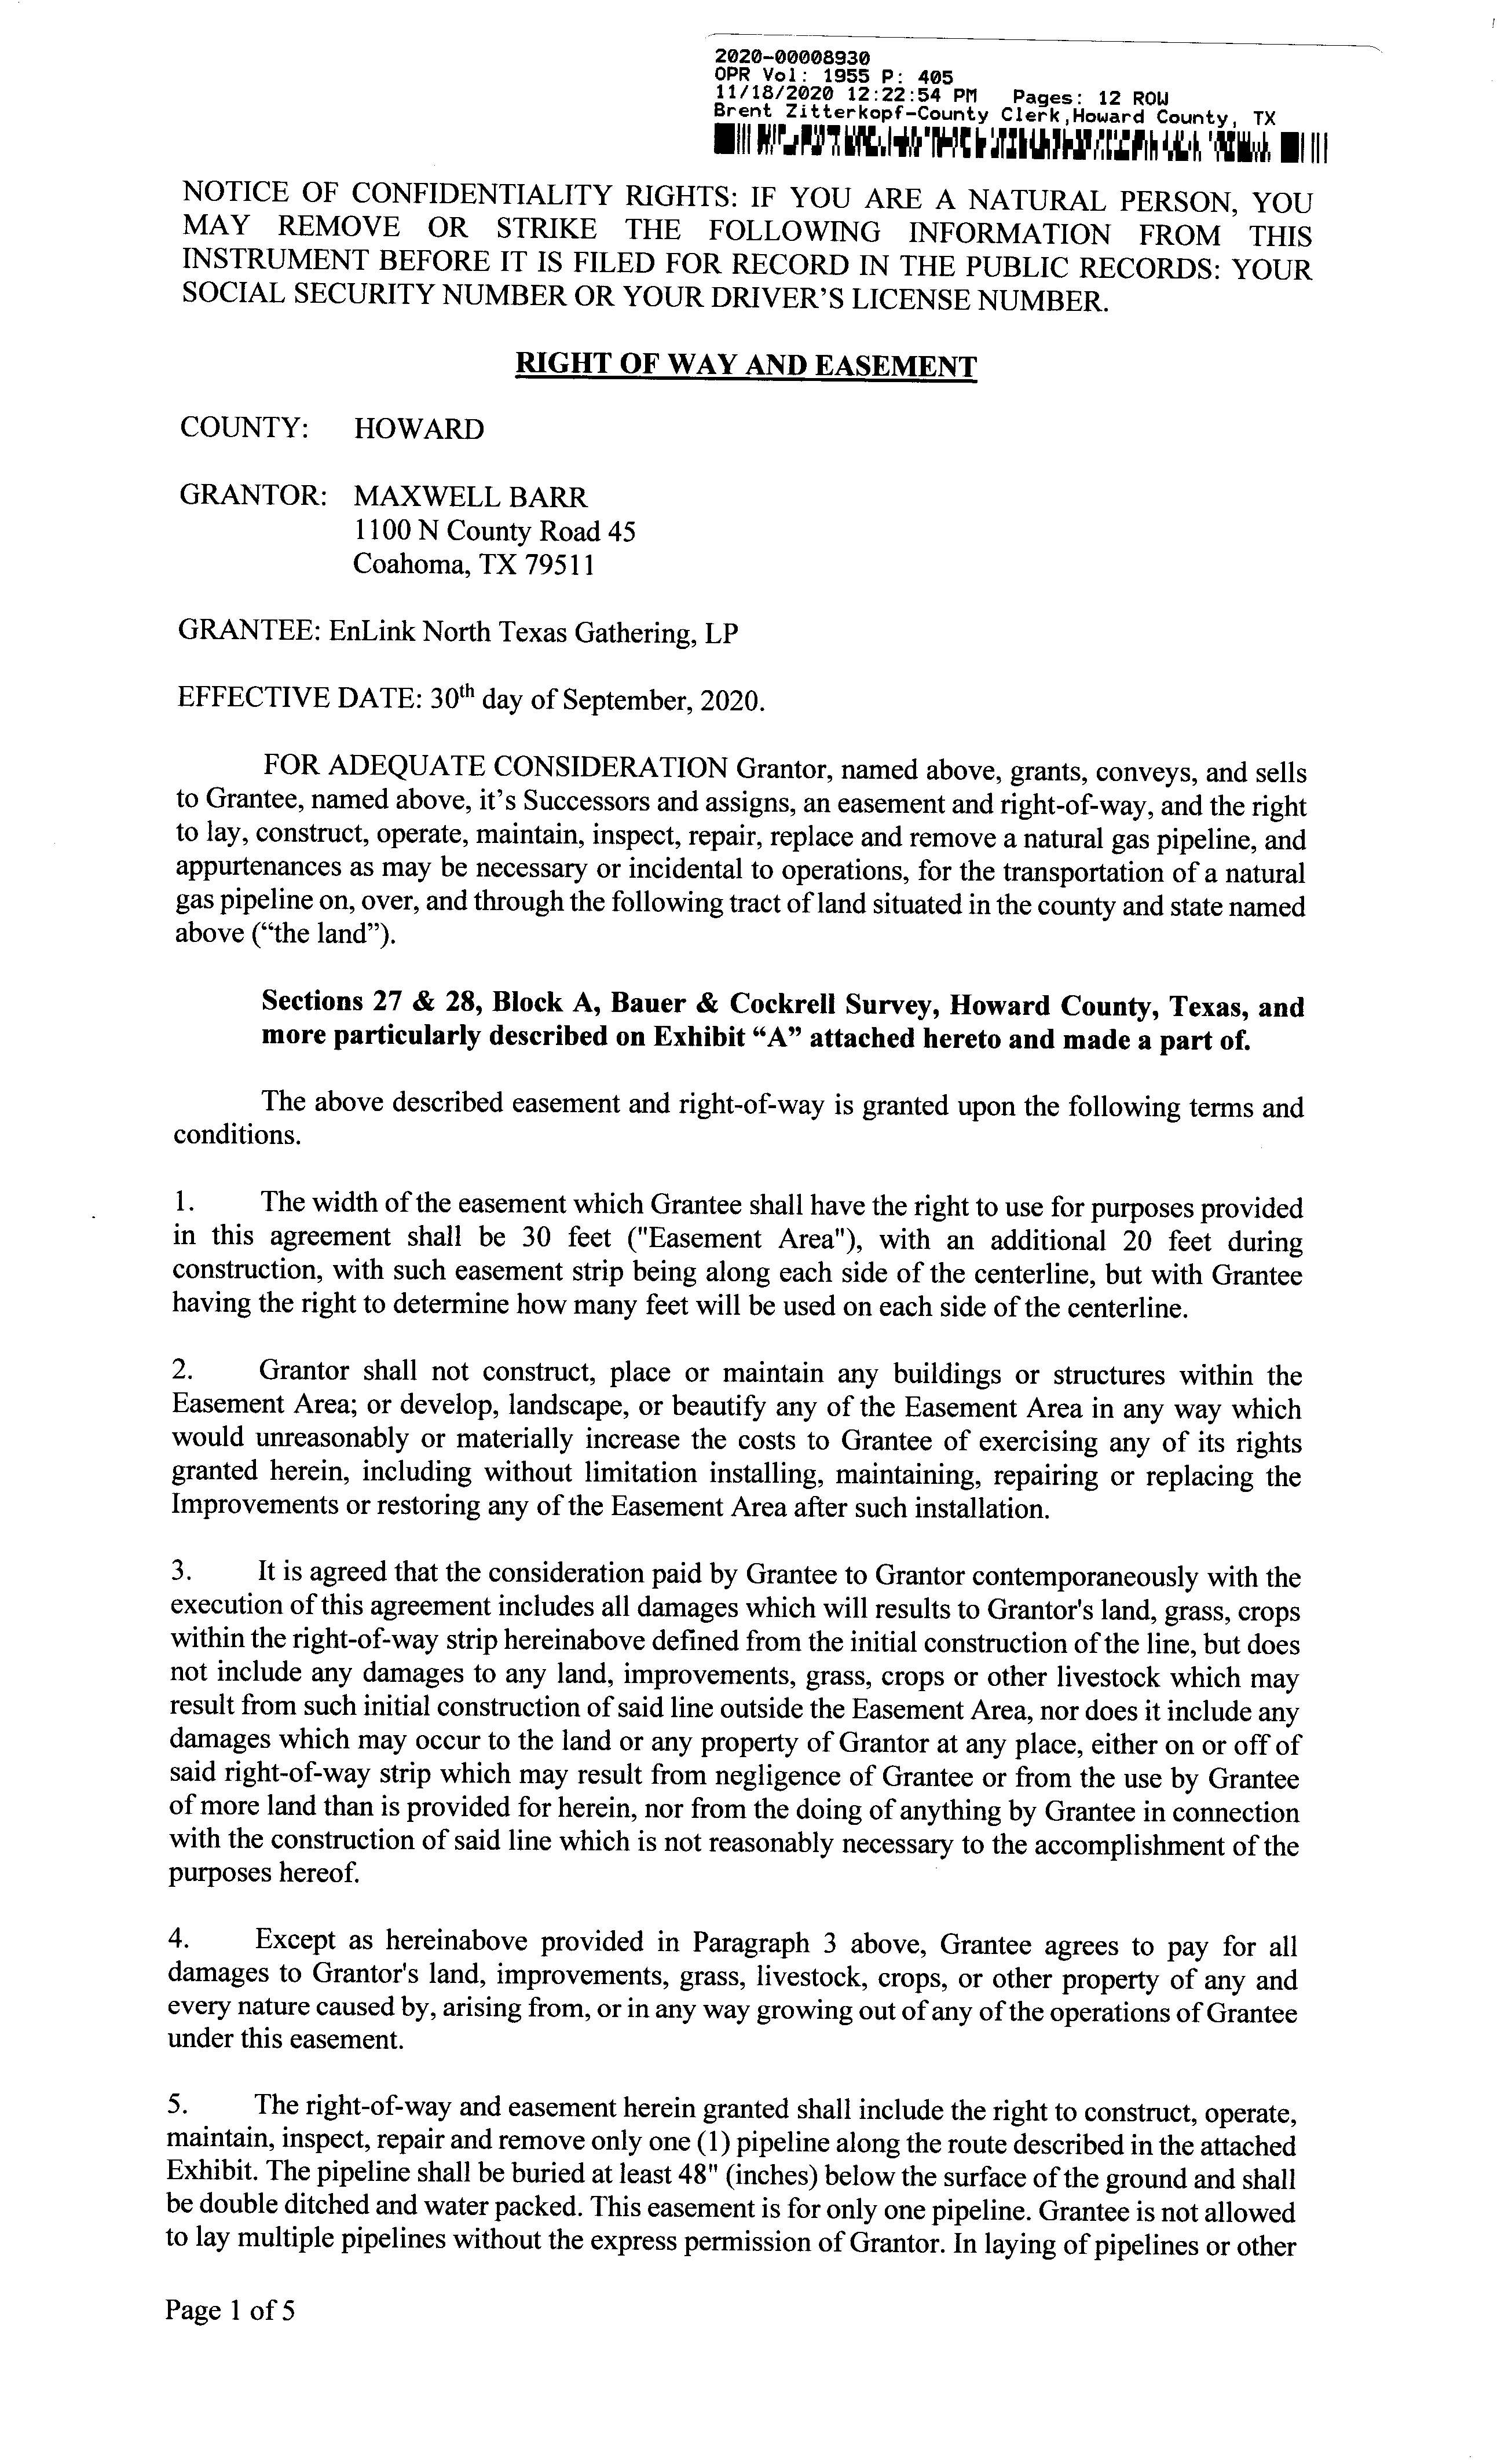 2020-00008930
OPR Vol: 1955 P: 405
11/18/2020 12:22:54 PM Pages: 12 ROW
Brent Zitterkopf-County Clerk,Howard County, TX
NOTICE OF CONFIDENTIALITY RIGHTS: IF YOU ARE A NATURAL PERSON, YOU
MAY REMOVE OR STRIKE THE FOLLOWING INFORMATION FROM THIS
INSTRUMENT BEFORE IT IS FILED FOR RECORD IN THE PUBLIC RECORDS: YOUR
SOCIAL SECURITY NUMBER OR YOUR DRIVER'S LICENSE NUMBER.
RIGHT OF WAY AND EASEMENT
COUNTY: HOWARD
GRANTOR: MAXWELL BARR
1100 N County Road 45
Coahoma, TX 79511
GRANTEE: EnLink North Texas Gathering, LP
EFFECTIVE DATE: 30th day of September, 2020.
FOR ADEQUATE CONSIDERATION Grantor, named above, grants, conveys, and sells
to Grantee, named above, it's Successors and assigns, an easement and right-of-way, and the right
to lay, construct, operate, maintain, inspect, repair, replace and remove a natural gas pipeline, and
appurtenances as may be necessary or incidental to operations, for the transportation of a natural
gas pipeline on, over, and through the following tract of land situated in the county and state named
above ("the land").
Sections 27 & 28, Block A, Bauer & Cockrell Survey, Howard County, Texas, and
more particularly described on Exhibit "A" attached hereto and made a part of.
The above described easement and right-of-way is granted upon the following terms and
conditions.
1. The width of the easement which Grantee shall have the right to use for purposes provided
in this agreement shall be 30 feet ("Easement Area"), with an additional 20 feet during
construction, with such easement strip being along each side of the centerline, but with Grantee
having the right to determine how many feet will be used on each side of the centerline.
2. Grantor shall not construct, place or maintain any buildings or structures within the
Easement Area; or develop, landscape, or beautify any of the Easement Area in any way which
would unreasonably or materially increase the costs to Grantee of exercising any of its rights
granted herein, including without limitation installing, maintaining, repairing or replacing the
Improvements or restoring any of the Easement Area after such installation.
3. It is agreed that the consideration paid by Grantee to Grantor contemporaneously with the
execution of this agreement includes all damages which will results to Grantor's land, grass, crops
within the right-of-way strip hereinabove defined from the initial construction of the line, but does
not include any damages to any land, improvements, grass, crops or other livestock which may
result from such initial construction of said line outside the Easement Area, nor does it include any
damages which may occur to the land or any property of Grantor at any place, either on or off of
said right-of-way strip which may result from negligence of Grantee or from the use by Grantee
of more land than is provided for herein, nor from the doing of anything by Grantee in connection
with the construction of said line which is not reasonably necessary to the accomplishment of the
purposes hereof.
4. Except as hereinabove provided in Paragraph 3 above, Grantee agrees to pay for all
damages to Grantor's land, improvements, grass, livestock, crops, or other property of any and
every nature caused by, arising from, or in any way growing out of any of the operations of Grantee
under this easement.
5. The right-of-way and easement herein granted shall include the right to construct, operate,
maintain, inspect, repair and remove only one (1) pipeline along the route described in the attached
Exhibit. The pipeline shall be buried at least 48" (inches) below the surface of the ground and shall
be double ditched and water packed. This easement is for only one pipeline. Grantee is not allowed
to lay multiple pipelines without the express permission of Grantor. In laying of pipelines or other
Page 1 of 5